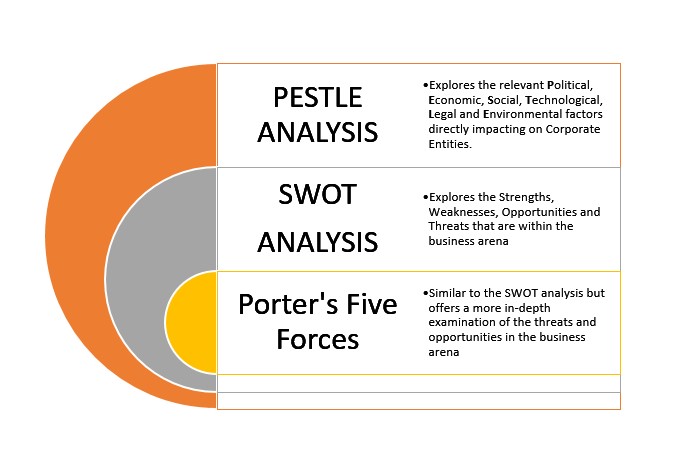 PESTLE
ANALYSIS
•Explores the relevant Political,
Economic, Social, Technological,
Legal and Environmental factors
directly impacting on Corporate
Entities.
SWOT
ANALYSIS
•Explores the Strengths,
Weaknesses, Opportunities and
Threats that are within the
business arena
Porter's Five
Forces
•Similar to the SWOT analysis but
offers a more in-depth
examination of the threats and
opportunities in the business
arena